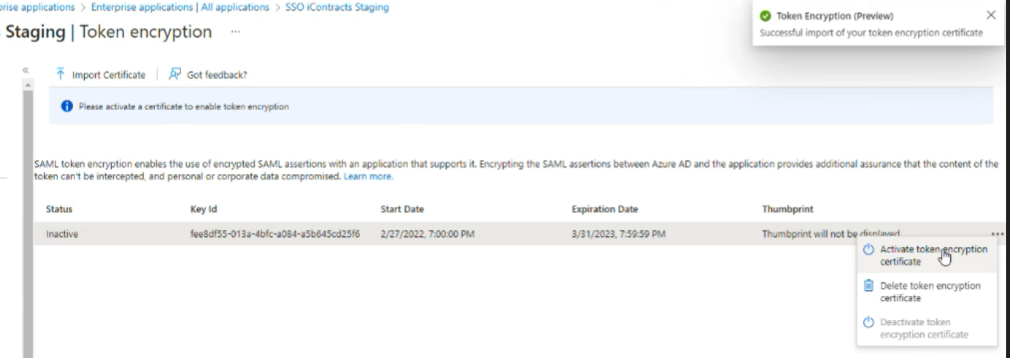 rise applications > Enterprise applications | All applications > SSO iContracts Staging
Staging | Token encryption ...
Token Encryption (Preview)
Successful import of your token encryption certificate
Import Certificate
Got feedback?
Please activate a certificate to enable token encryption
SAML token encryption enables the use of encrypted SAML assertions with an application that supports it. Encrypting the SAML assertions between Azure AD and the application provides additional assurance that the content of the
token can't be intercepted, and personal or corporate data compromised. Learn more.
Status Key Id Start Date Expiration Date Thumbprint
Inactive fee8df55-013a-4bfc-a084-a5b645cd25f6 2/27/2022, 7:00:00 PM 3/31/2023, 7:59:59 PM Thumbprint will not be displayed
Activate token encryption
certificate
Delete token encryption
certificate
Deactivate token
encryption certificate